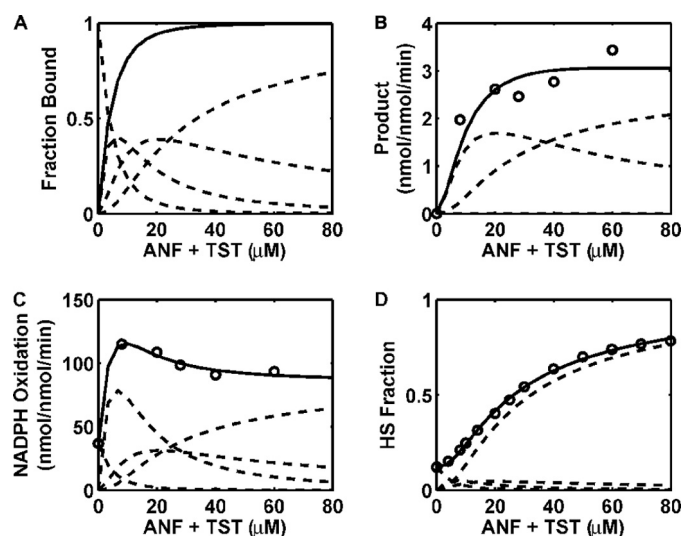 A
B
Fraction Bound
1
0.5
0
0 20 40 60 80
ANF + TST (μM)
Product
(nmol/nmol/min)
4
3
2
1
0
0 20 40 60 80
ANF + TST (μM)
C
D
NADPH Oxidation
(nmol/nmol/min)
150
100
50
0
0 20 40 60 80
ANF + TST (μM)
HS Fraction
1
0.5
0
0 20 40 60 80
ANF + TST (μM)